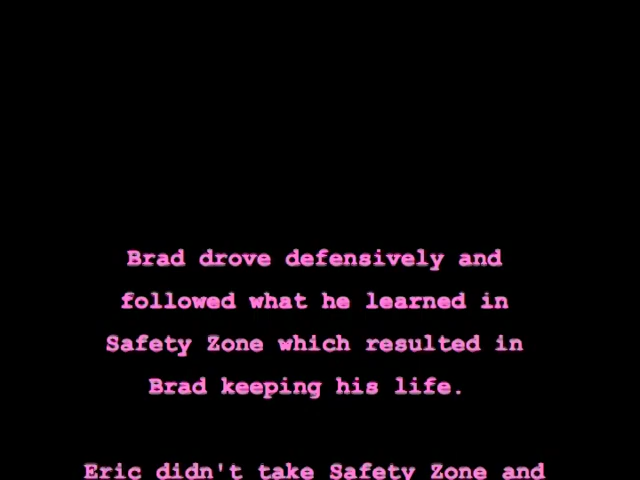 Brad drove defensively and
followed what he learned in
Safety Zone which resulted in
Brad keeping his life.
Eric didn't take Safety Zone and